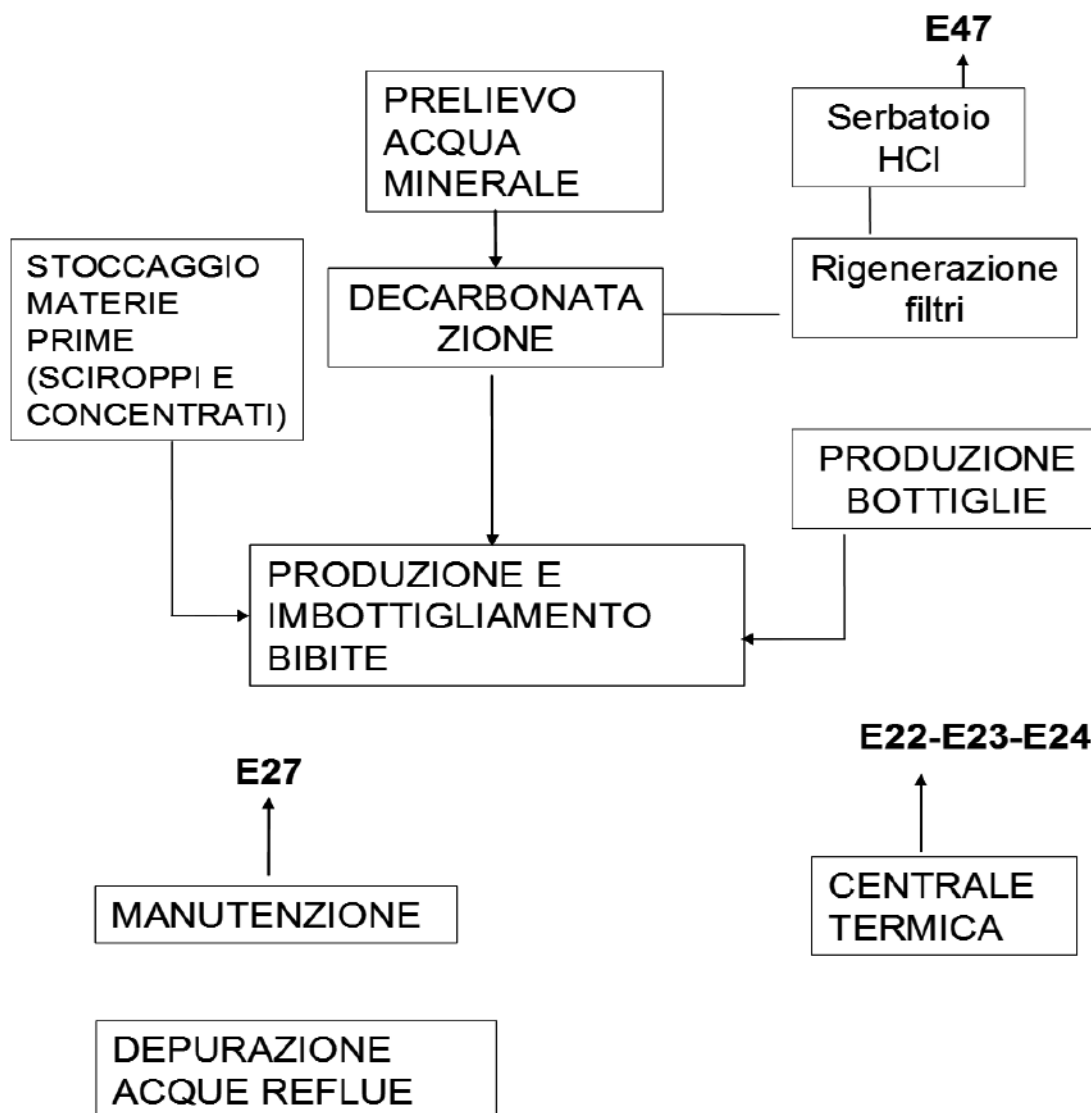 E47
PRELIEVO
ACQUA
MINERALE
Serbatoio
HCl
STOCCAGGIO
MATERIE
PRIME
(SCIROPPI E
CONCENTRATI)
DECARBONATA
ZIONE
Rigenerazione
filtri
PRODUZIONE
BOTTIGLIE
PRODUZIONE E
IMBOTTIGLIAMENTO
BIBITE
E22-E23-E24
E27
MANUTENZIONE
CENTRALE
TERMICA
DEPURAZIONE
ACQUE REFLUE